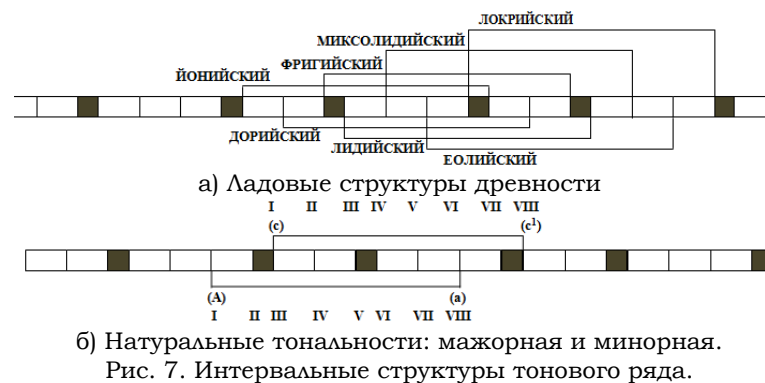 ЛОКРИЙСКИЙ
МИКСОЛИДИЙСКИЙ
ФРИГИЙСКИЙ
ЙОНИЙСКИЙ
ДОРИЙСКИЙ
ЛИДИЙСКИЙ
ЕОЛИЙСКИЙ
а) Ладовые структуры древности
I II III IV V VI VII VIII
(c) (c¹)
(A) (a)
I II III IV V VI VII VIII
б) Натуральные тональности: мажорная и минорная.
Рис. 7. Интервальные структуры тонового ряда.